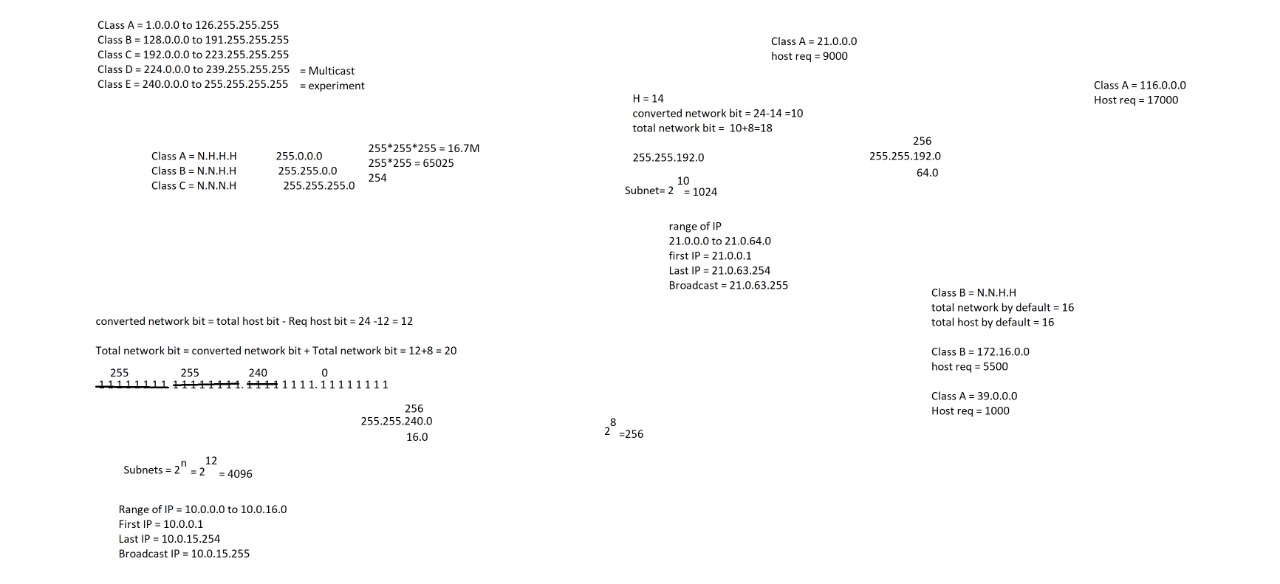 CLass A = 1.0.0.0 to 126.255.255.255
Class B = 128.0.0.0 to 191.255.255.255
Class C = 192.0.0.0 to 223.255.255.255
Class D = 224.0.0.0 to 239.255.255.255 = Multicast
Class E = 240.0.0.0 to 255.255.255.255 = experiment
Class A = N.H.H.H 255.0.0.0
Class B = N.N.H.H 255.255.0.0
Class C = N.N.N.H 255.255.255.0
255*255*255 = 16.7M
255*255 = 65025
254
converted network bit = total host bit - Req host bit = 24 -12 = 12
Total network bit = converted network bit + Total network bit = 12+8 = 20
255 255 240 0
11111111.11111111.11111111.11111111
256
255.255.240.0
16.0
Subnets = 2^n = 2^12 = 4096
Range of IP = 10.0.0.0 to 10.0.16.0
First IP = 10.0.0.1
Last IP = 10.0.15.254
Broadcast IP = 10.0.15.255
Class A = 21.0.0.0
host req = 9000
H = 14
converted network bit = 24-14 =10
total network bit = 10+8=18
255.255.192.0
256
255.255.192.0
64.0
Subnet= 2^10 = 1024
range of IP
21.0.0.0 to 21.0.64.0
first IP = 21.0.0.1
Last IP = 21.0.63.254
Broadcast = 21.0.63.255
2^8 =256
Class A = 116.0.0.0
Host req = 17000
Class B = N.N.H.H
total network by default = 16
total host by default = 16
Class B = 172.16.0.0
host req = 5500
Class A = 39.0.0.0
Host req = 1000